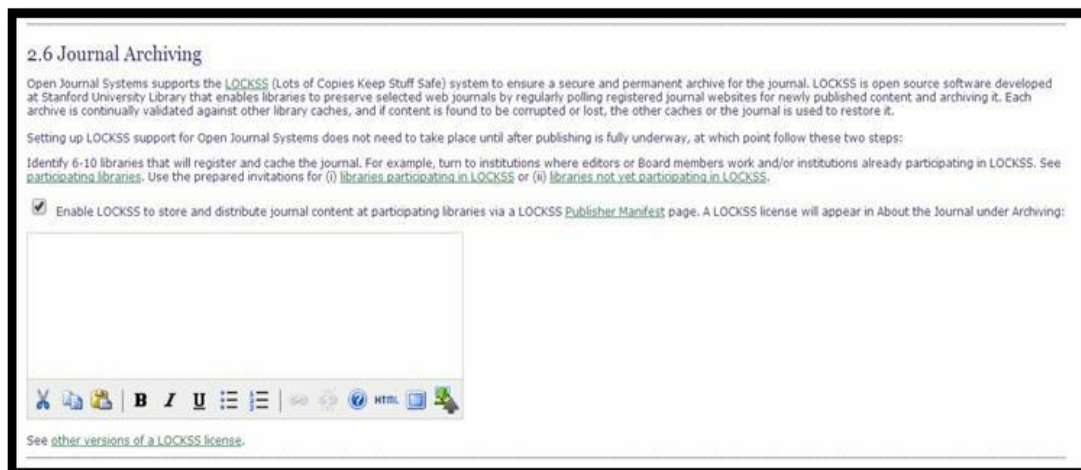 2.6 Journal Archiving
Open Journal Systems supports the LOCKSS (Lots of Copies Keep Stuff Safe) system to ensure a secure and permanent archive for the journal. LOCKSS is open source software developed
at Stanford University Library that enables libraries to preserve selected web journals by regularly polling registered journal websites for newly published content and archiving it. Each
archive is continually validated against other library caches, and if content is found to be corrupted or lost, the other caches or the journal is used to restore it.
Setting up LOCKSS support for Open Journal Systems does not need to take place until after publishing is fully underway, at which point follow these two steps:
Identify 6-10 libraries that will register and cache the journal. For example, turn to institutions where editors or Board members work and/or institutions already participating in LOCKSS. See
participating libraries. Use the prepared invitations for (i) libraries participating in LOCKSS or (ii) libraries not yet participating in LOCKSS.
Enable LOCKSS to store and distribute journal content at participating libraries via a LOCKSS Publisher Manifest page. A LOCKSS license will appear in About the Journal under Archiving:
B I U HTML
See other versions of a LOCKSS license.